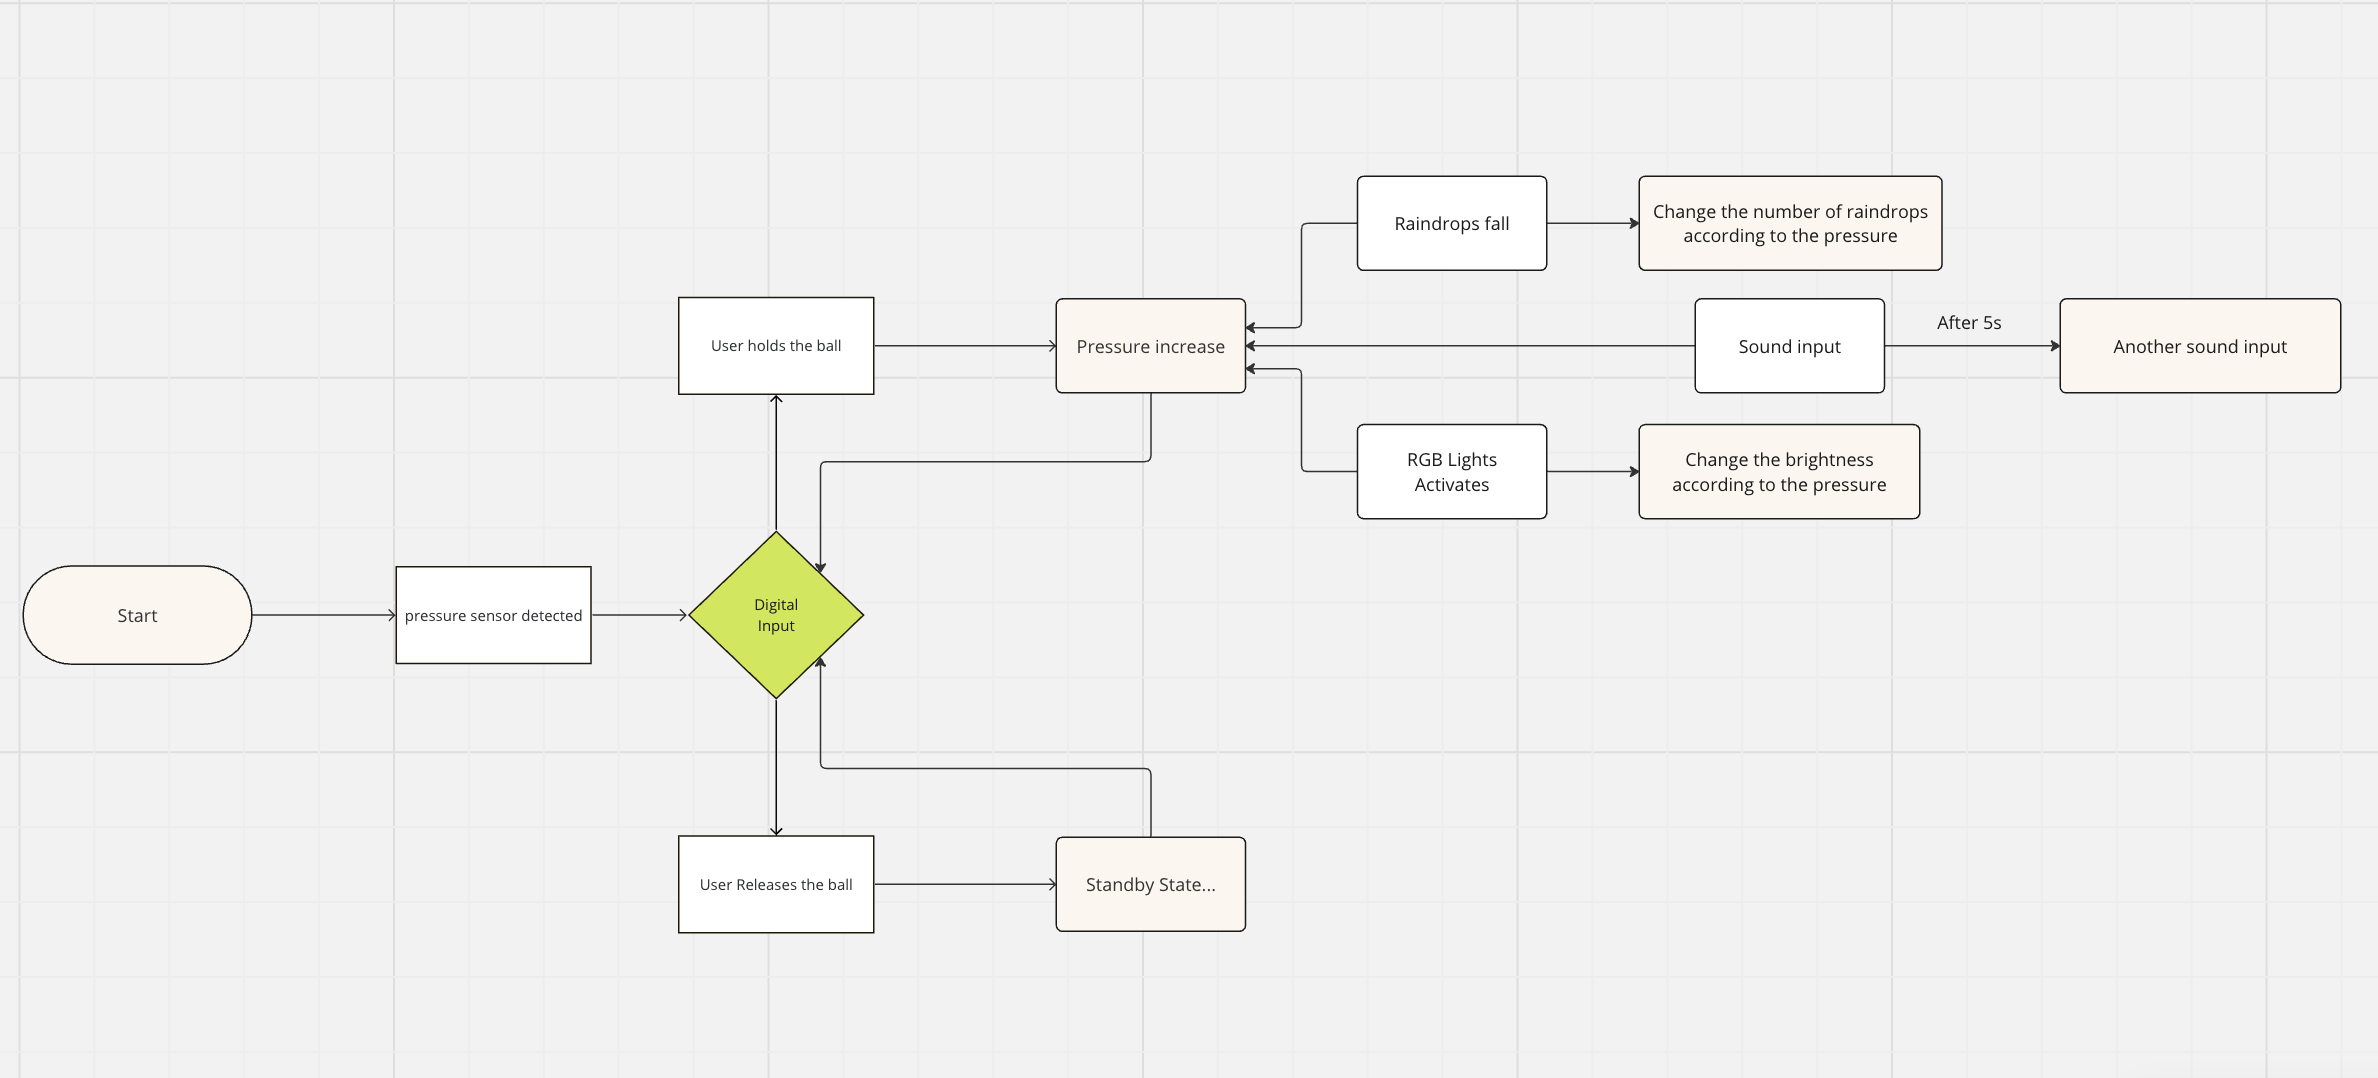 Raindrops fall
Change the number of raindrops
according to the pressure
User holds the ball
Pressure increase
Sound input
After 5s
Another sound input
RGB Lights
Activates
Change the brightness
according to the pressure
Start
pressure sensor detected
Digital
Input
User Releases the ball
Standby State...